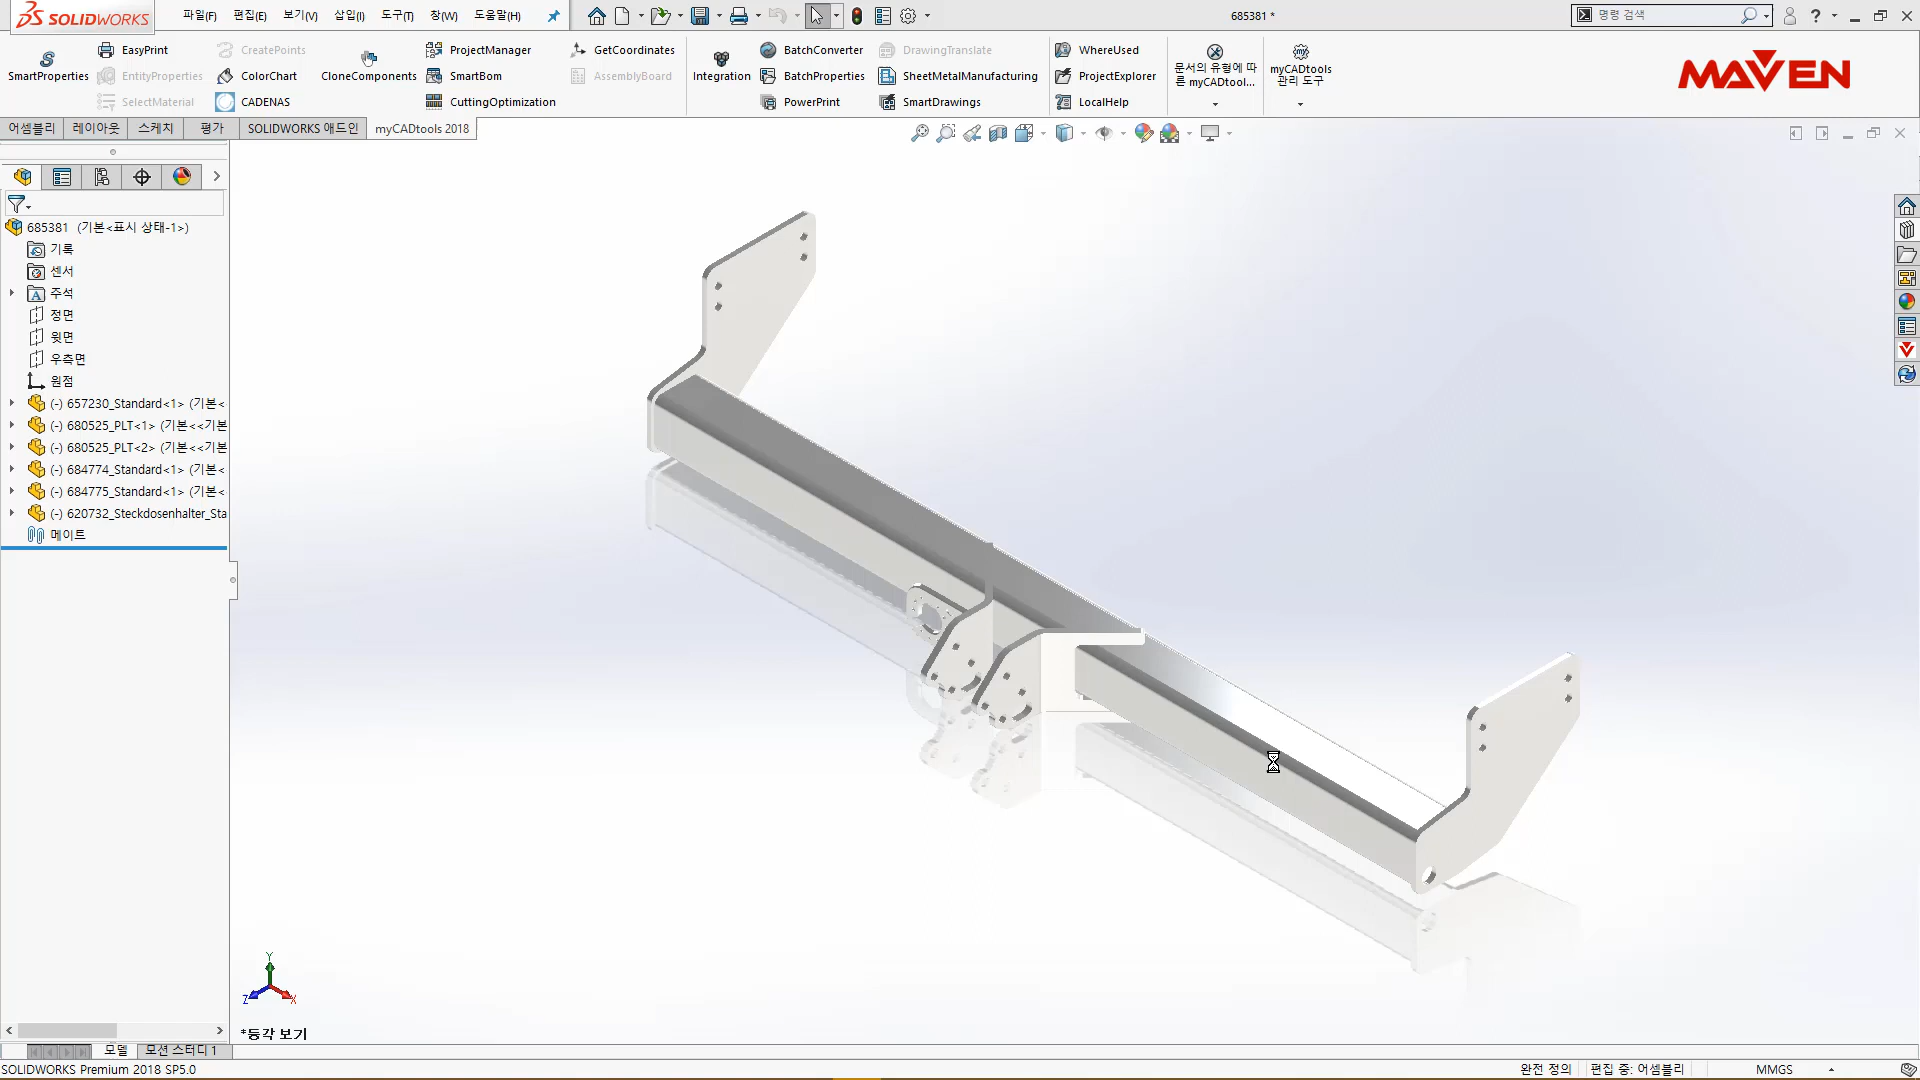 SOLIDWORKS
파일(F) 편집(E) 보기(V) 삽입(I) 도구(T) 창(W) 도움말(H)
685381 *
명령 검색
SmartProperties
EasyPrint
EntityProperties
SelectMaterial
CreatePoints
ColorChart
CADENAS
CloneComponents
ProjectManager
SmartBom
CuttingOptimization
GetCoordinates
AssemblyBoard
Integration
BatchConverter
BatchProperties
PowerPrint
DrawingTranslate
SheetMetalManufacturing
SmartDrawings
WhereUsed
ProjectExplorer
LocalHelp
문서의 유형에 따
른 myCADtool...
myCADtools
관리 도구
MAVEN
어셈블리 레이아웃 스케치 평가 SOLIDWORKS 애드인 myCADtools 2018
685381 (기본<표시 상태-1>)
기록
센서
주석
정면
윗면
우측면
원점
(-) 657230_Standard<1> (기본<
(-) 680525_PLT<1> (기본<<기본
(-) 680525_PLT<2> (기본<<기본
(-) 684774_Standard<1> (기본<
(-) 684775_Standard<1> (기본<
(-) 620732_Steckdosenhalter_Sta
메이트
Y
Z
X
*등각 보기
모델 모션 스터디 1
SOLIDWORKS Premium 2018 SP5.0
완전 정의 편집 중: 어셈블리 MMGS